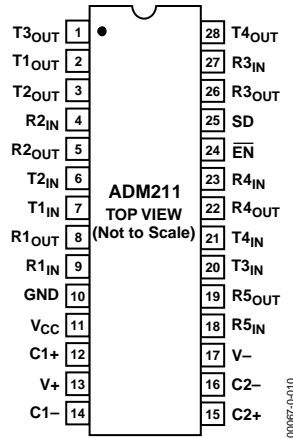 T3OUT 1
T1OUT 2
T2OUT 3
R2IN 4
R2OUT 5
T2IN 6
T1IN 7
R1OUT 8
R1IN 9
GND 10
VCC 11
C1+ 12
V+ 13
C1– 14
ADM211
TOP VIEW
(Not to Scale)
28 T4OUT
27 R3IN
26 R3OUT
25 SD
24 E̅N̅
23 R4IN
22 R4OUT
21 T4IN
20 T3IN
19 R5OUT
18 R5IN
17 V–
16 C2–
15 C2+
00067-0-010